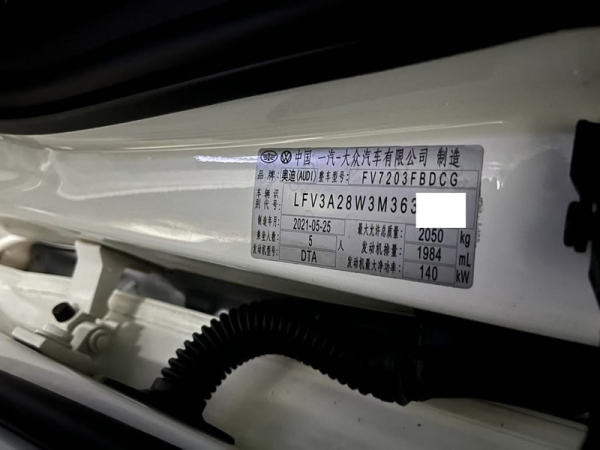 中国 一汽-大众汽车有限公司 制造
品牌: 奥迪(AUDI) 整车型号: FV7203FBDCG
车辆识别代号: LFV3A28W3M363
制造年月: 2021-05-25 最大允许总质量: 2050 kg
乘坐人数: 5 人 发动机排量: 1984 mL
发动机型号: DTA 发动机最大净功率: 140 kW